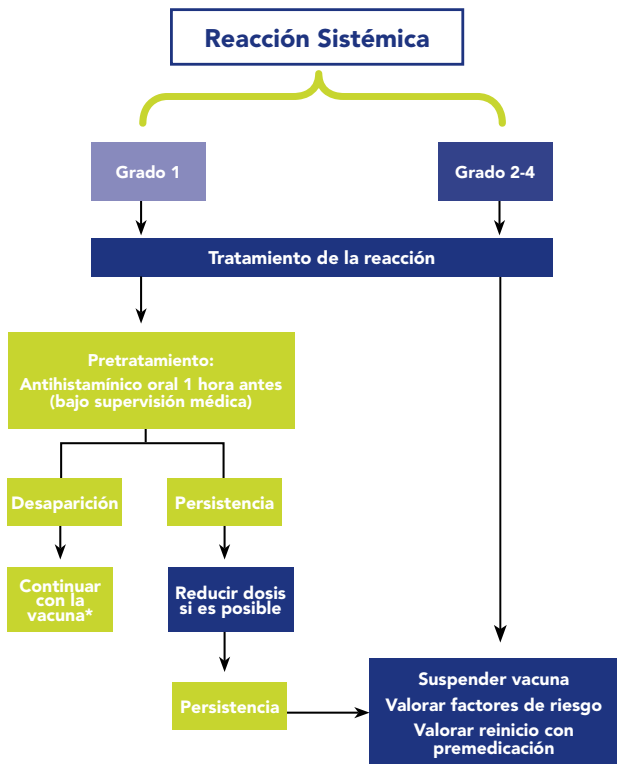 Reacción Sistémica
Grado 1
Grado 2-4
Tratamiento de la reacción
Pretratamiento:
Antihistamínico oral 1 hora antes
(bajo supervisión médica)
Desaparición
Persistencia
Continuar
con la
vacuna*
Reducir dosis
si es posible
Persistencia
Suspender vacuna
Valorar factores de riesgo
Valorar reinicio con
premedicación